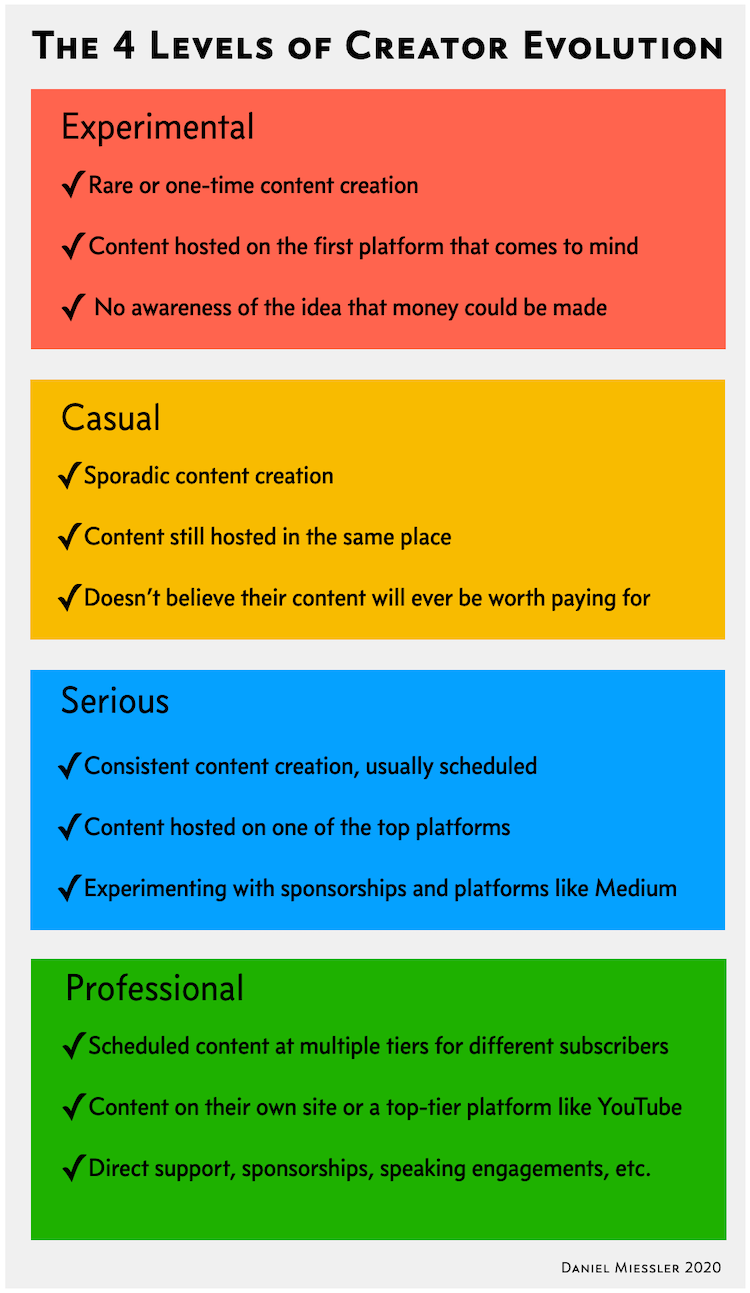 The 4 Levels of Creator Evolution
Experimental
✓Rare or one-time content creation
✓Content hosted on the first platform that comes to mind
✓ No awareness of the idea that money could be made
Casual
✓Sporadic content creation
✓Content still hosted in the same place
✓Doesn’t believe their content will ever be worth paying for
Serious
✓Consistent content creation, usually scheduled
✓Content hosted on one of the top platforms
✓Experimenting with sponsorships and platforms like Medium
Professional
✓Scheduled content at multiple tiers for different subscribers
✓Content on their own site or a top-tier platform like YouTube
✓Direct support, sponsorships, speaking engagements, etc.
Daniel Miessler 2020